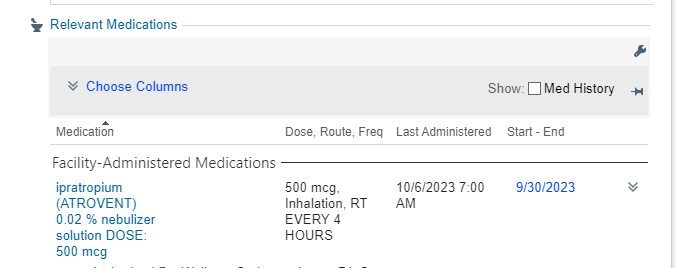 Relevant Medications
Choose Columns
Show: Med History
Medication Dose, Route, Freq Last Administered Start - End
Facility-Administered Medications
ipratropium 500 mcg, 10/6/2023 7:00 9/30/2023
(ATROVENT) Inhalation, RT AM
0.02 % nebulizer EVERY 4
solution DOSE: HOURS
500 mcg